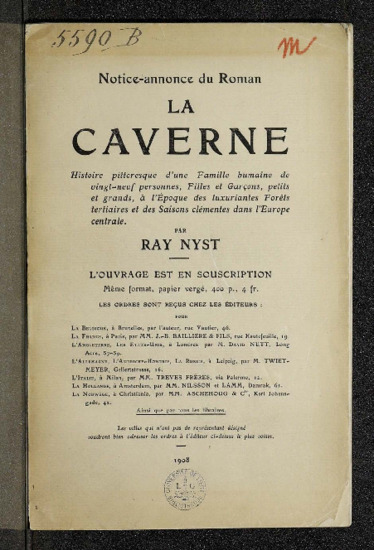 5590 B
m
Notice-annonce du Roman
LA
CAVERNE
Histoire pittoresque d'une Famille humaine de
vingt-neuf personnes, Filles et Garçons, petits
et grands, à l'Époque des luxuriantes Forêts
tertiaires et des Saisons clémentes dans l'Europe
centrale.
PAR
RAY NYST
L'OUVRAGE EST EN SOUSCRIPTION
Même format, papier vergé, 400 p., 4 fr.
LES ORDRES SONT REÇUS CHEZ LES ÉDITEURS :
POUR
LA BELGIQUE, à Bruxelles, par l'auteur, rue Vautier, 48.
LA FRANCE, à Paris, par MM. J.-B. BAILLIÈRE & FILS, rue Hautefeuille, 19
L'ANGLETERRE, LES ÉTATS-UNIS, à Londres par M. DAVID NUTT, Long
Acre, 57-59.
L'ALLEMAGNE, L'AUTRICHE-HONGRIE, LA RUSSIE, à Leipzig, par M. TWIET-
MEYER, Gellertstrasse, 16.
L'ITALIE, à Milan, par MM. TREVES FRÈRES, via Palermo, 12.
LA HOLLANDE, à Amsterdam, par MM. NILSSON et LAMM, Damrak, 62.
LA NORWÈGE, à Christiania, par MM. ASCHEHOUG & Cº, Karl Johans-
gade, 41.
Ainsi que par tous les libraires.
Les celles qui n'ont pas de représentant désigné
voudront bien adresser les ordres à l'éditeur ci-dessus le plus voisin.
1908